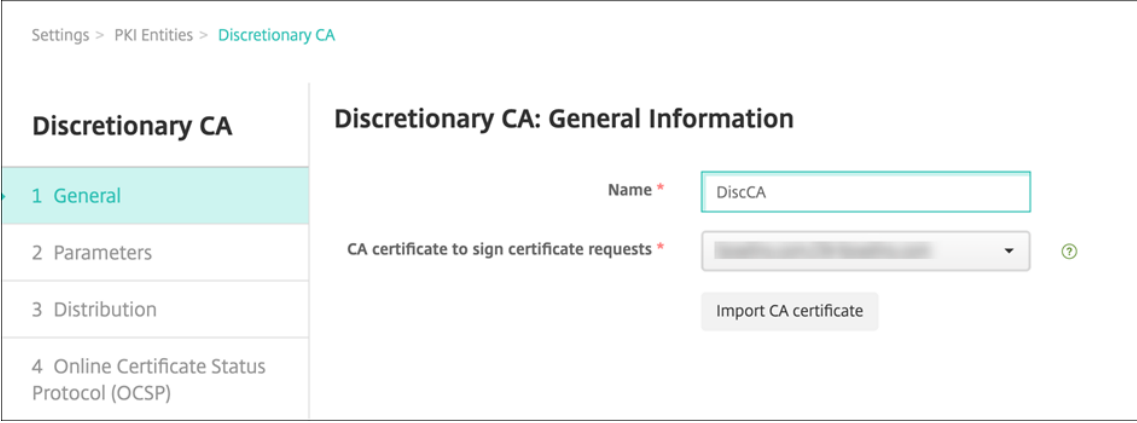 Settings > PKI Entities > Discretionary CA
Discretionary CA
1 General
2 Parameters
3 Distribution
4 Online Certificate Status
Protocol (OCSP)
Discretionary CA: General Information
Name *
DiscCA
CA certificate to sign certificate requests *
?
Import CA certificate